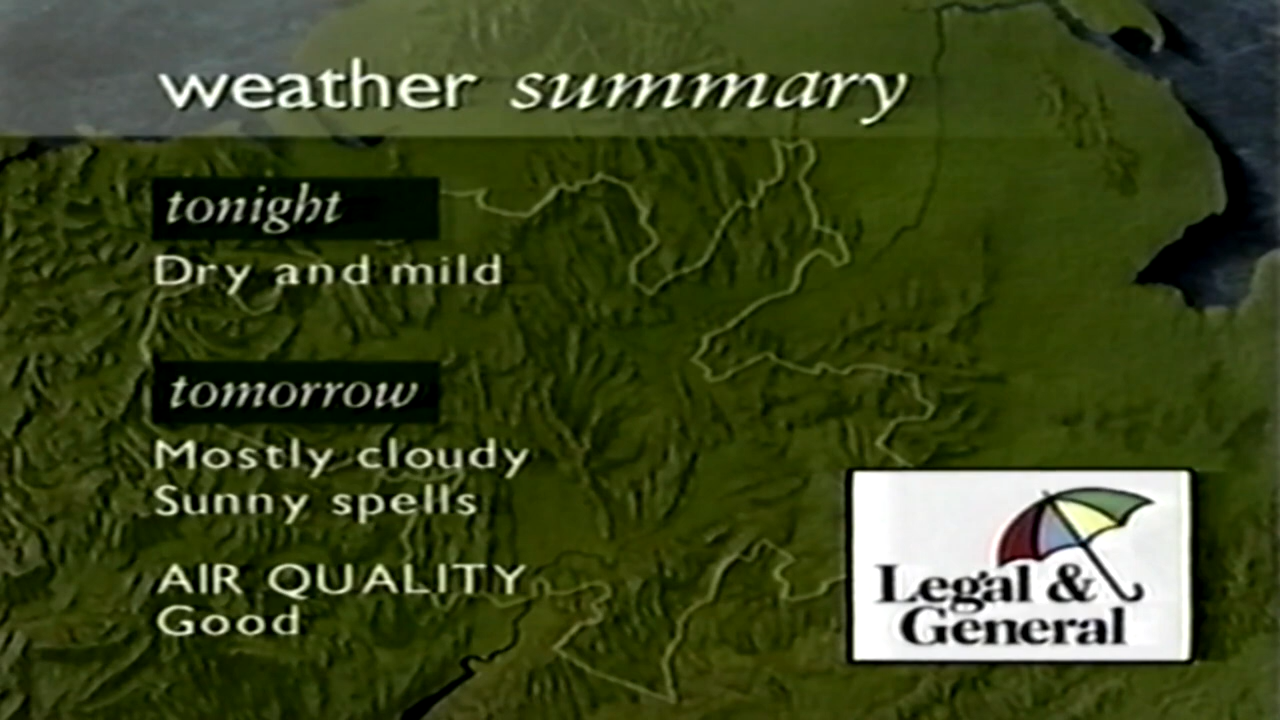 weather summary
tonight
Dry and mild
tomorrow
Mostly cloudy
Sunny spells
AIR QUALITY
Good
Legal &
General